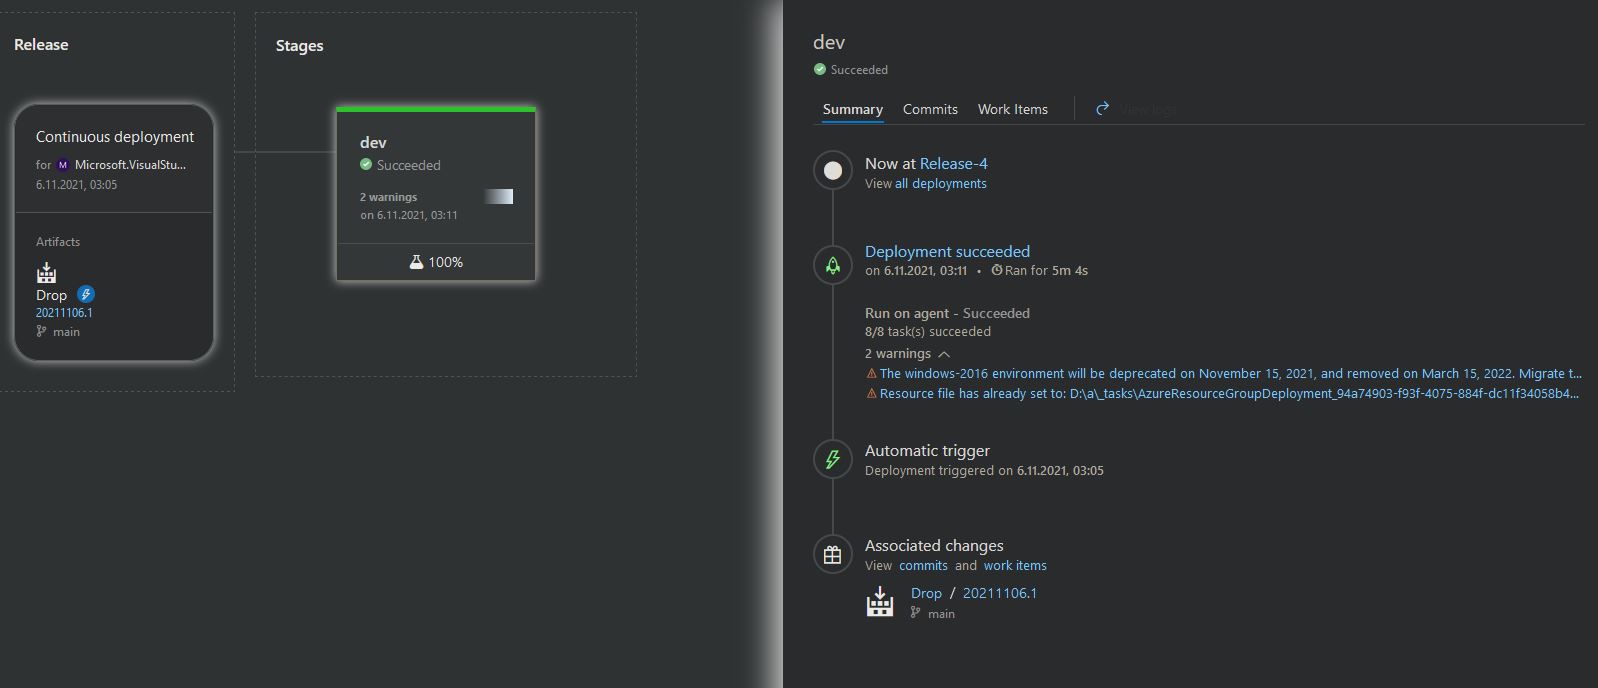 Release
Continuous deployment
for M Microsoft.VisualStu...
6.11.2021, 03:05
Artifacts
Drop
20211106.1
main
Stages
dev
Succeeded
2 warnings
on 6.11.2021, 03:11
100%
dev
Succeeded
Summary Commits Work Items View logs
Now at Release-4
View all deployments
Deployment succeeded
on 6.11.2021, 03:11 • Ran for 5m 4s
Run on agent - Succeeded
8/8 task(s) succeeded
2 warnings
The windows-2016 environment will be deprecated on November 15, 2021, and removed on March 15, 2022. Migrate t...
Resource file has already set to: D:\a\_tasks\AzureResourceGroupDeployment_94a74903-f93f-4075-884f-dc11f34058b4...
Automatic trigger
Deployment triggered on 6.11.2021, 03:05
Associated changes
View commits and work items
Drop / 20211106.1
main